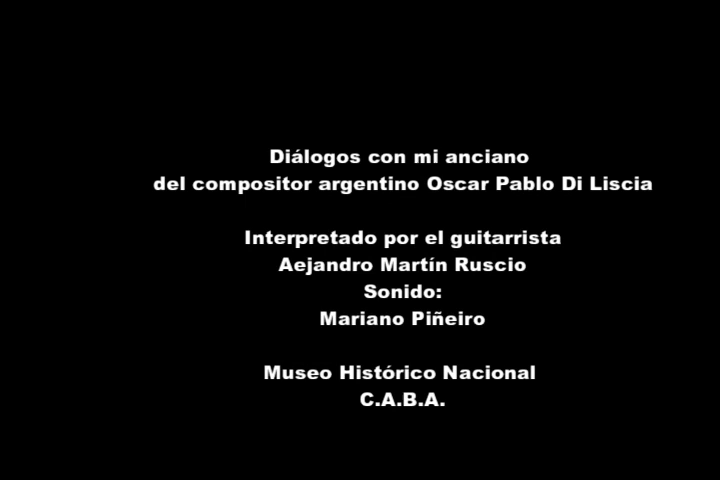 Diálogos con mi anciano
del compositor argentino Oscar Pablo Di Liscia
Interpretado por el guitarrista
Aejandro Martín Ruscio
Sonido:
Mariano Piñeiro
Museo Histórico Nacional
C.A.B.A.